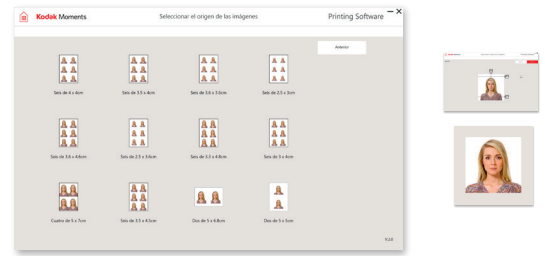 Kodak Moments
Seleccionar el origen de las imágenes
Printing Software
Anterior
Seis de 4 x 4cm
Seis de 3.5 x 4cm
Seis de 3.6 x 3.6cm
Seis de 2.5 x 3cm
Seis de 3.6 x 4.6cm
Seis de 2.5 x 3.6cm
Seis de 3.3 x 4.8cm
Seis de 3 x 4cm
Cuatro de 5 x 7cm
Seis de 3.5 x 4.5cm
Dos de 5 x 6.8cm
Dos de 5 x 5cm